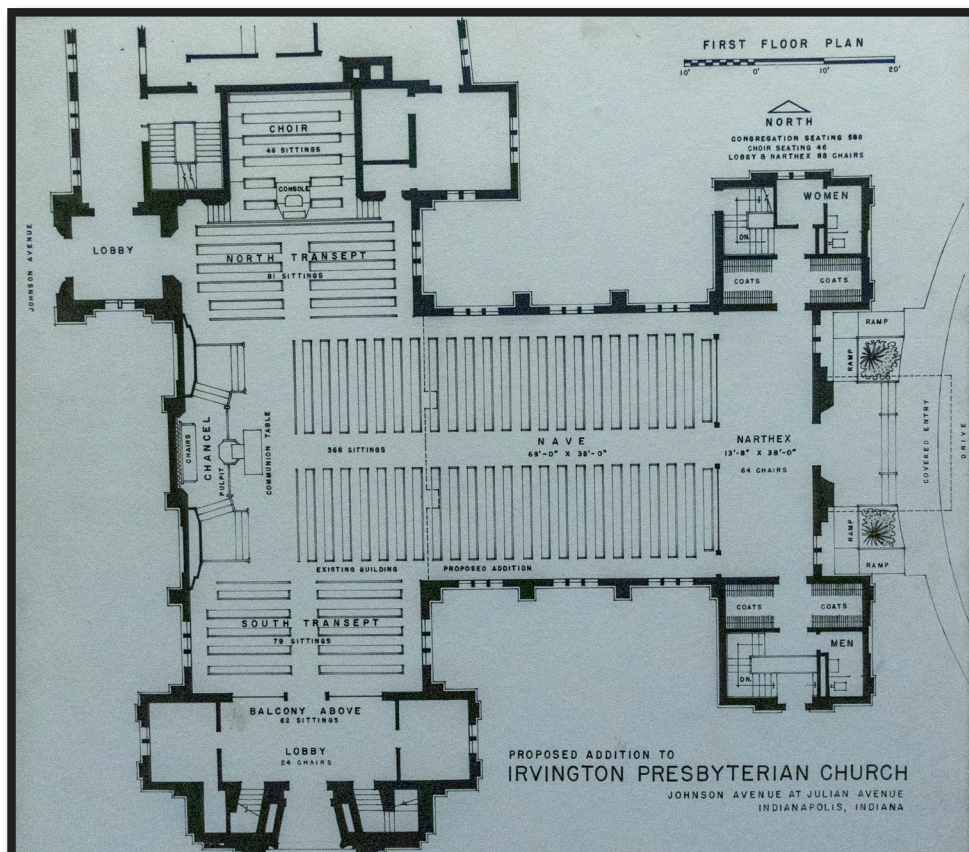 FIRST FLOOR PLAN
10' 0' 10' 20'
NORTH
CONGREGATION SEATING 588
CHOIR SEATING 46
LOBBY & NARTHEX 88 CHAIRS
CHOIR
46 SITTINGS
CONSOLE
WOMEN
DN.
COATS
COATS
JOHNSON AVENUE
LOBBY
NORTH TRANSEPT
81 SITTINGS
RAMP
RAMP
CHAIRS
CHANCEL
PULPIT
COMMUNION TABLE
366 SITTINGS
NAVE
69'-0" X 38'-0"
NARTHEX
13'-8" X 38'-0"
64 CHAIRS
COVERED ENTRY
DRIVE
RAMP
RAMP
EXISTING BUILDING
PROPOSED ADDITION
COATS
COATS
SOUTH TRANSEPT
79 SITTINGS
MEN
DN.
BALCONY ABOVE
62 SITTINGS
LOBBY
24 CHAIRS
PROPOSED ADDITION TO
IRVINGTON PRESBYTERIAN CHURCH
JOHNSON AVENUE AT JULIAN AVENUE
INDIANAPOLIS, INDIANA